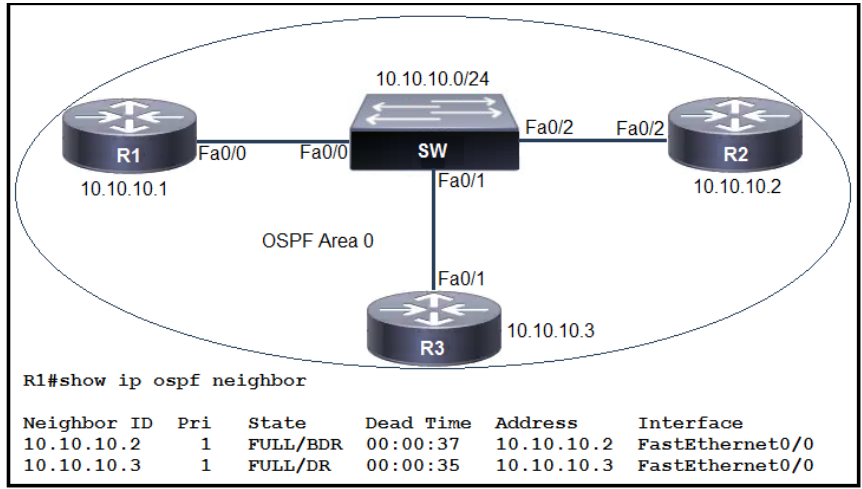 10.10.10.0/24
R1
Fa0/0
Fa0/0
SW
Fa0/2
Fa0/2
R2
10.10.10.1
Fa0/1
10.10.10.2
OSPF Area 0
Fa0/1
R3
10.10.10.3
R1#show ip ospf neighbor
Neighbor ID Pri State Dead Time Address Interface
10.10.10.2 1 FULL/BDR 00:00:37 10.10.10.2 FastEthernet0/0
10.10.10.3 1 FULL/DR 00:00:35 10.10.10.3 FastEthernet0/0